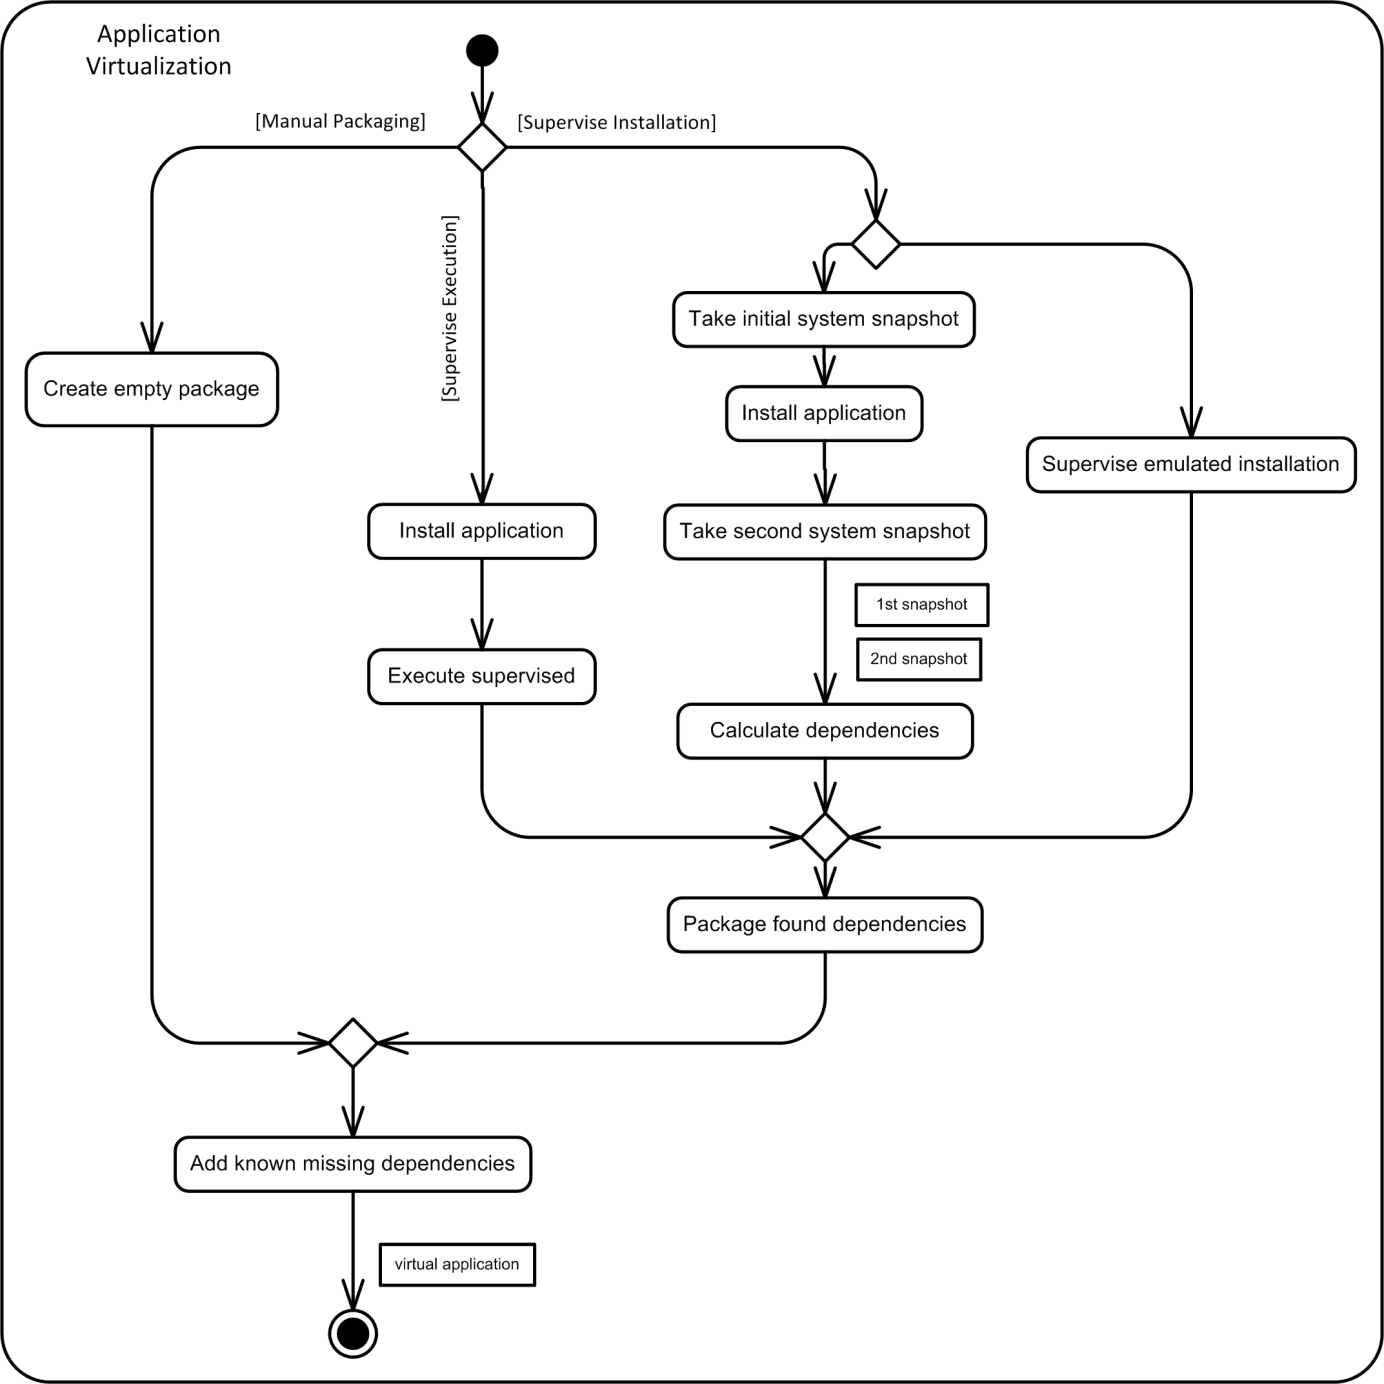 Application
Virtualization
[Manual Packaging]
[Supervise Installation]
[Supervise Execution]
Take initial system snapshot
Create empty package
Install application
Supervise emulated installation
Install application
Take second system snapshot
1st snapshot
2nd snapshot
Execute supervised
Calculate dependencies
Package found dependencies
Add known missing dependencies
virtual application